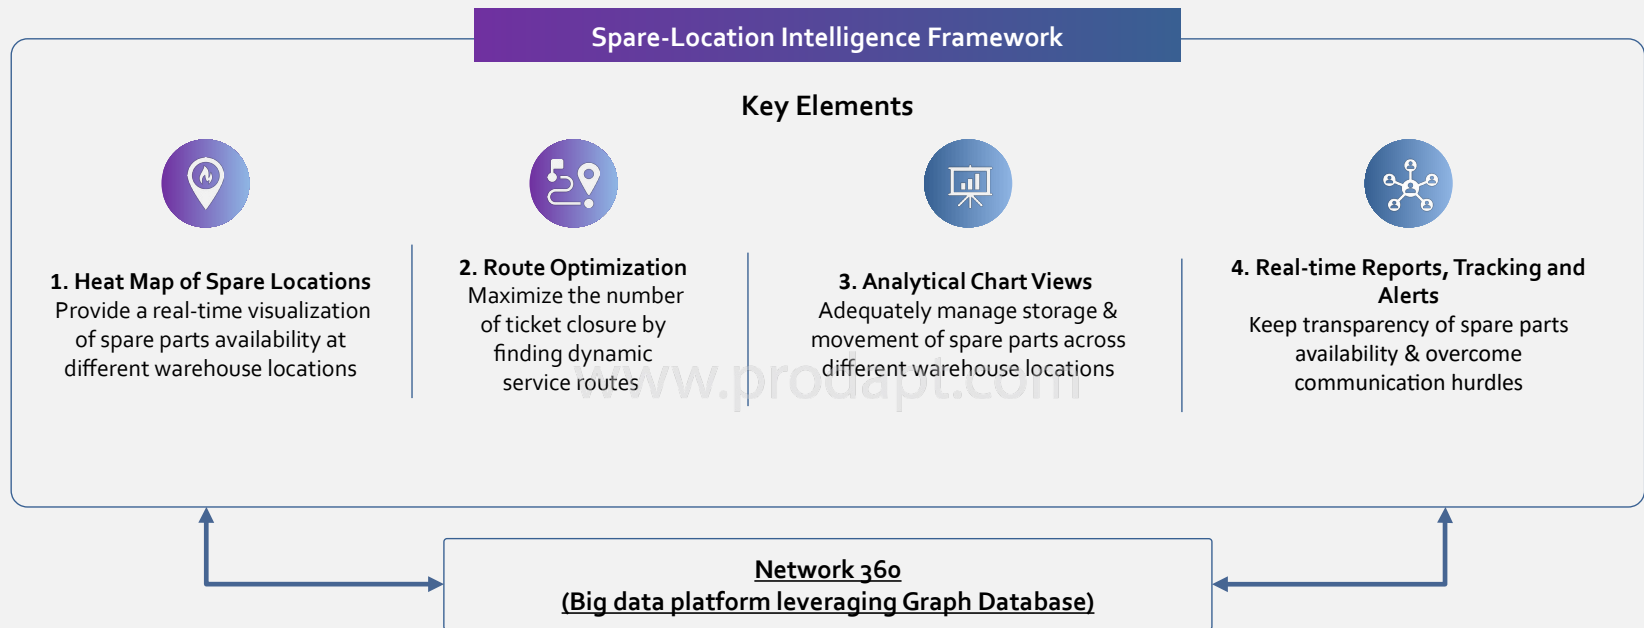 Spare-Location Intelligence Framework
Key Elements
1. Heat Map of Spare Locations
Provide a real-time visualization
of spare parts availability at
different warehouse locations
2. Route Optimization
Maximize the number
of ticket closure by
finding dynamic
service routes
3. Analytical Chart Views
Adequately manage storage &
movement of spare parts across
different warehouse locations
4. Real-time Reports, Tracking and
Alerts
Keep transparency of spare parts
availability & overcome
communication hurdles
www.prodapt.com
Network 360
(Big data platform leveraging Graph Database)